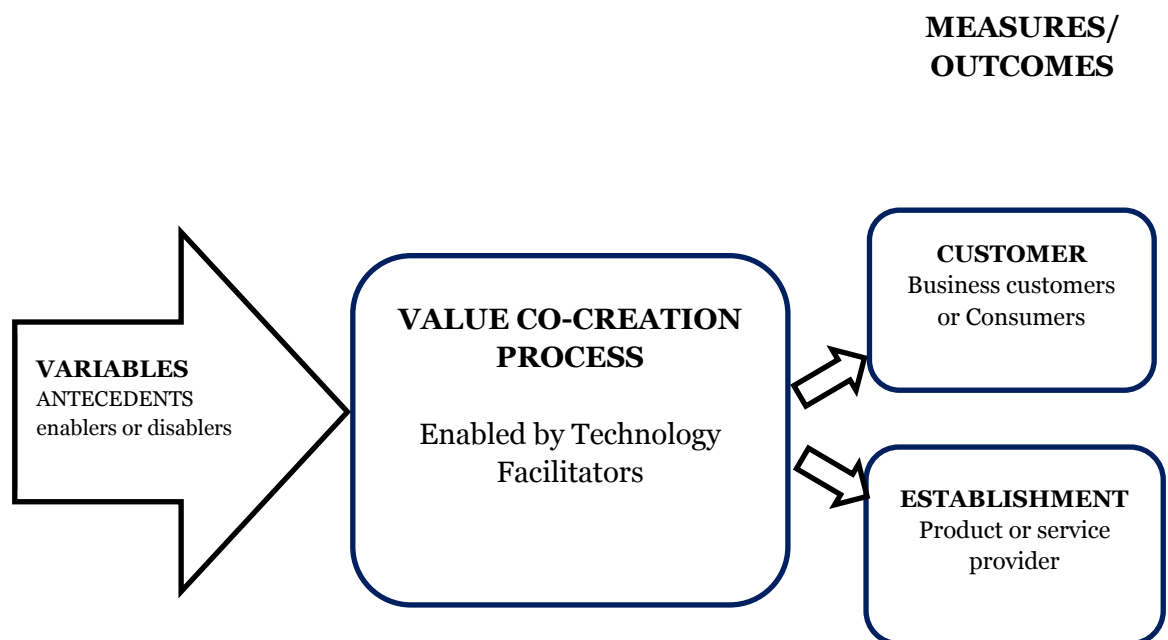 MEASURES/
OUTCOMES
VARIABLES
ANTECEDENTS
enablers or disablers
VALUE CO-CREATION
PROCESS
Enabled by Technology
Facilitators
CUSTOMER
Business customers
or Consumers
ESTABLISHMENT
Product or service
provider